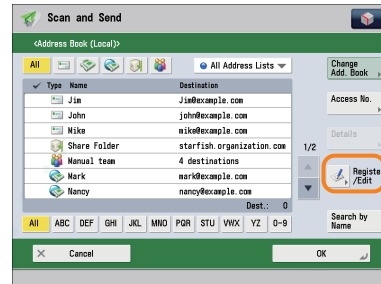 Scan and Send
<Address Book (Local)>
All
All Address Lists
Change
Add. Book
Type Name Destination
Jim Jim@example.com
John john@example.com
Mike mike@example.com
Share Folder starfish.organization.com
Manual team 4 destinations
Mark mark@example.com
Nancy nancy@example.com
Access No.
Details
1/2
Registe
/Edit
Dest.: 0
All ABC DEF GHI JKL MNO PQR STU VWX YZ 0-9
Search by
Name
Cancel
OK